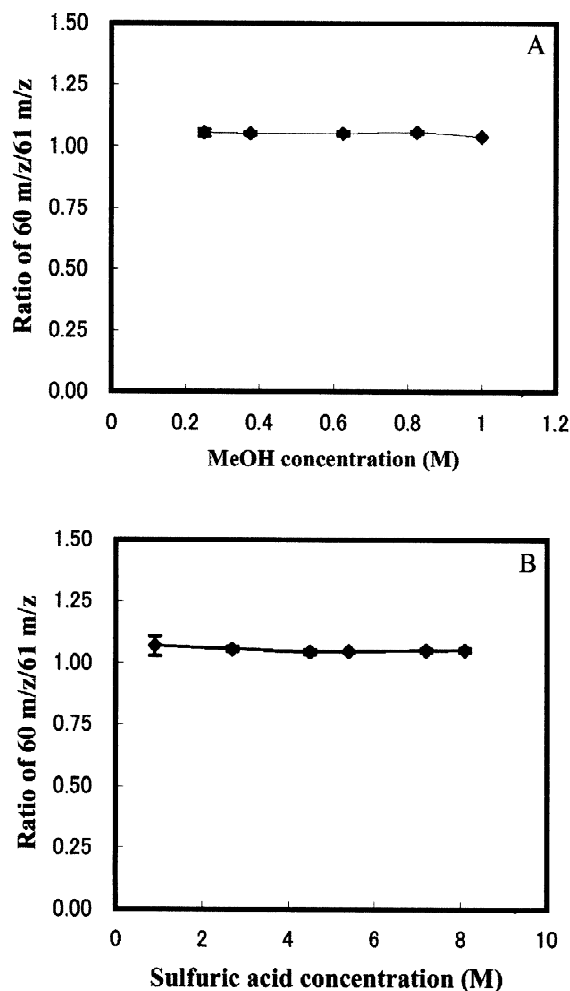 A
Ratio of 60 m/z/61 m/z
1.50
1.25
1.00
0.75
0.50
0.25
0.00
0 0.2 0.4 0.6 0.8 1 1.2
MeOH concentration (M)
B
Ratio of 60 m/z/61 m/z
1.50
1.25
1.00
0.75
0.50
0.25
0.00
0 2 4 6 8 10
Sulfuric acid concentration (M)